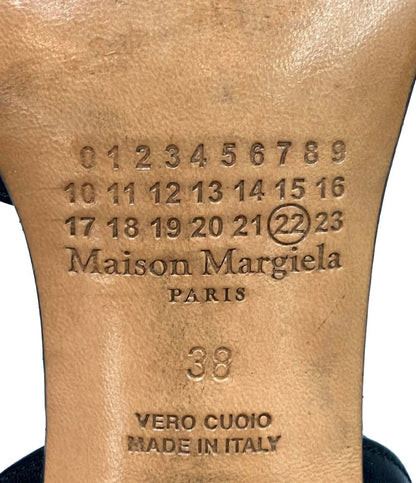 0 1 2 3 4 5 6 7 8 9
10 11 12 13 14 15 16
17 18 19 20 21 22 23
Maison Margiela
PARIS
38
VERO CUOIO
MADE IN ITALY